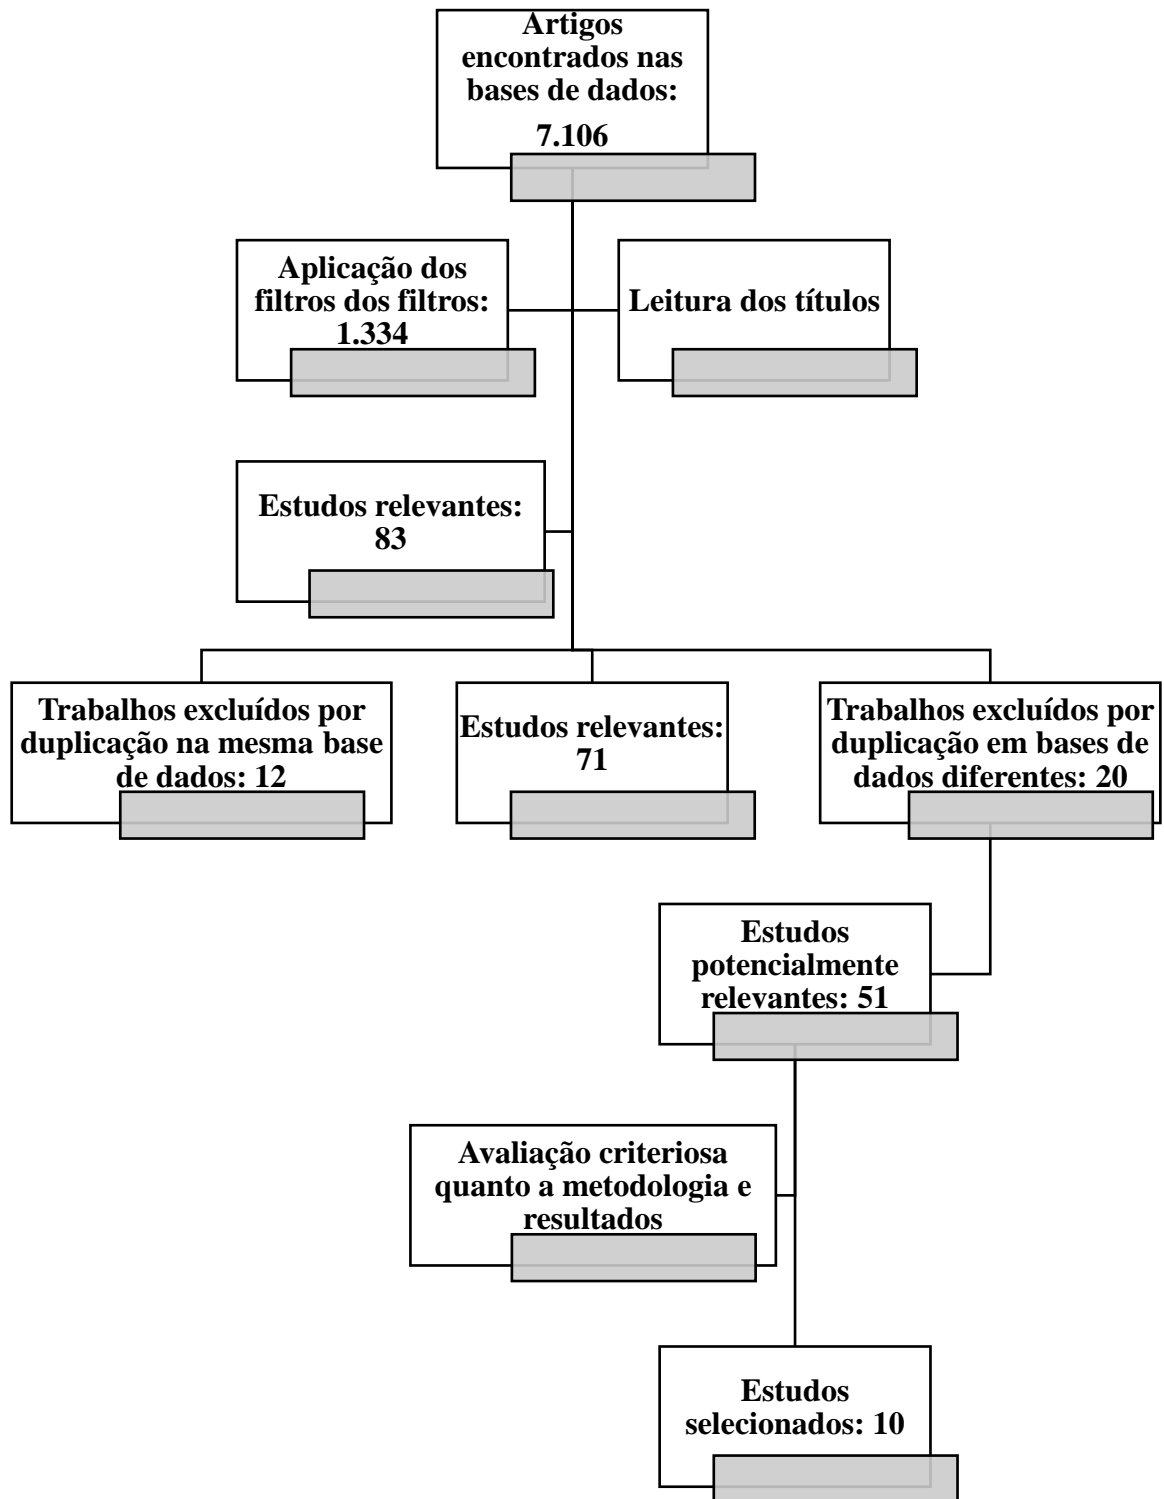 Artigos
encontrados nas
bases de dados:
7.106
Aplicação dos
filtros dos filtros:
1.334
Leitura dos títulos
Estudos relevantes:
83
Trabalhos excluídos por
duplicação na mesma base
de dados: 12
Estudos relevantes:
71
Trabalhos excluídos por
duplicação em bases de
dados diferentes: 20
Estudos
potencialmente
relevantes: 51
Avaliação criteriosa
quanto a metodologia e
resultados
Estudos
selecionados: 10